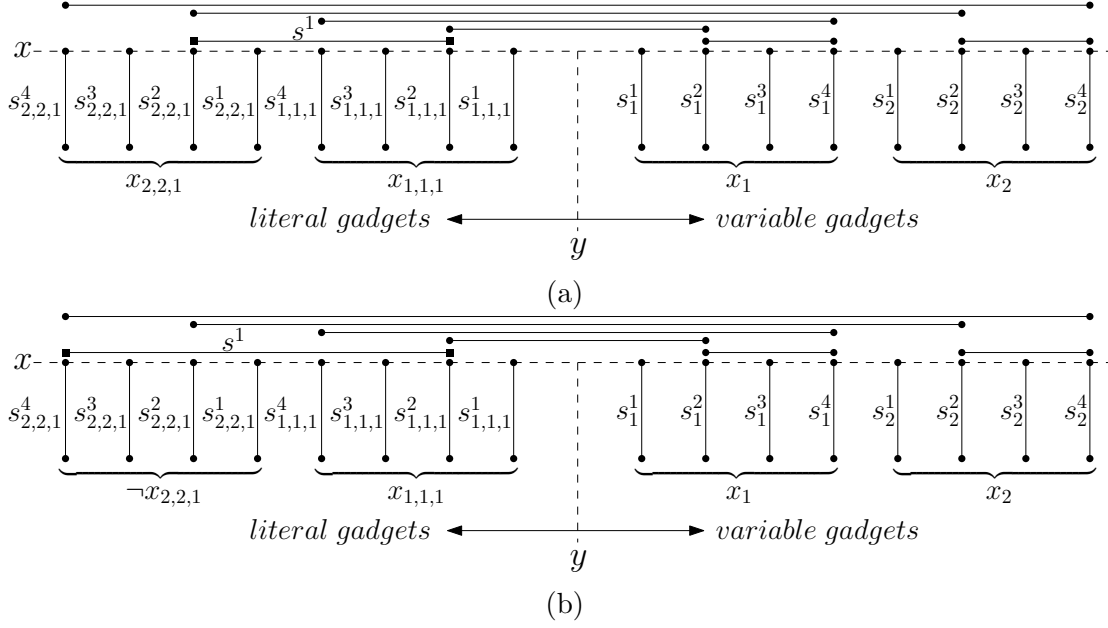 s^1
x
s^4_{2,2,1} s^3_{2,2,1} s^2_{2,2,1} s^1_{2,2,1} s^4_{1,1,1} s^3_{1,1,1} s^2_{1,1,1} s^1_{1,1,1} s^1_1 s^2_1 s^3_1 s^4_1 s^1_2 s^2_2 s^3_2 s^4_2
x_{2,2,1} x_{1,1,1} x_1 x_2
literal gadgets variable gadgets
y
(a)
s^1
x
s^4_{2,2,1} s^3_{2,2,1} s^2_{2,2,1} s^1_{2,2,1} s^4_{1,1,1} s^3_{1,1,1} s^2_{1,1,1} s^1_{1,1,1} s^1_1 s^2_1 s^3_1 s^4_1 s^1_2 s^2_2 s^3_2 s^4_2
¬x_{2,2,1} x_{1,1,1} x_1 x_2
literal gadgets variable gadgets
y
(b)